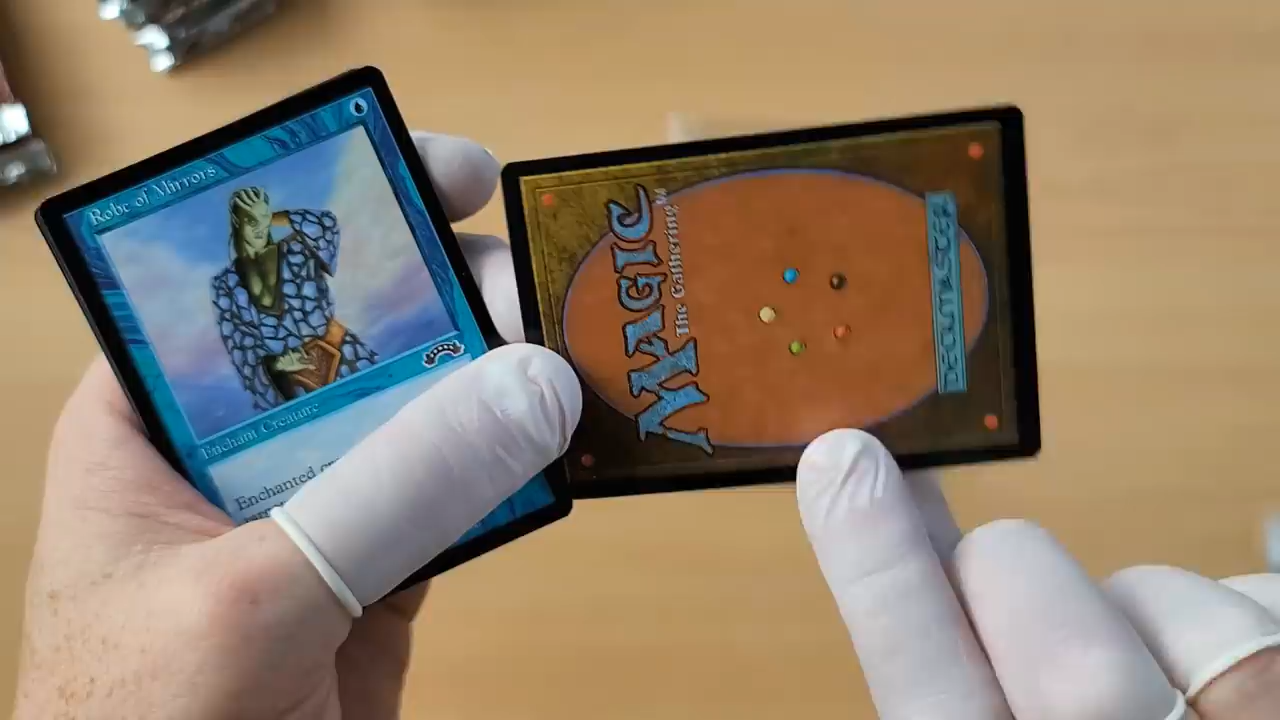 Robe of Mirrors
Enchant Creature
Enchanted
MAGIC
The Gathering
DECKMASTER